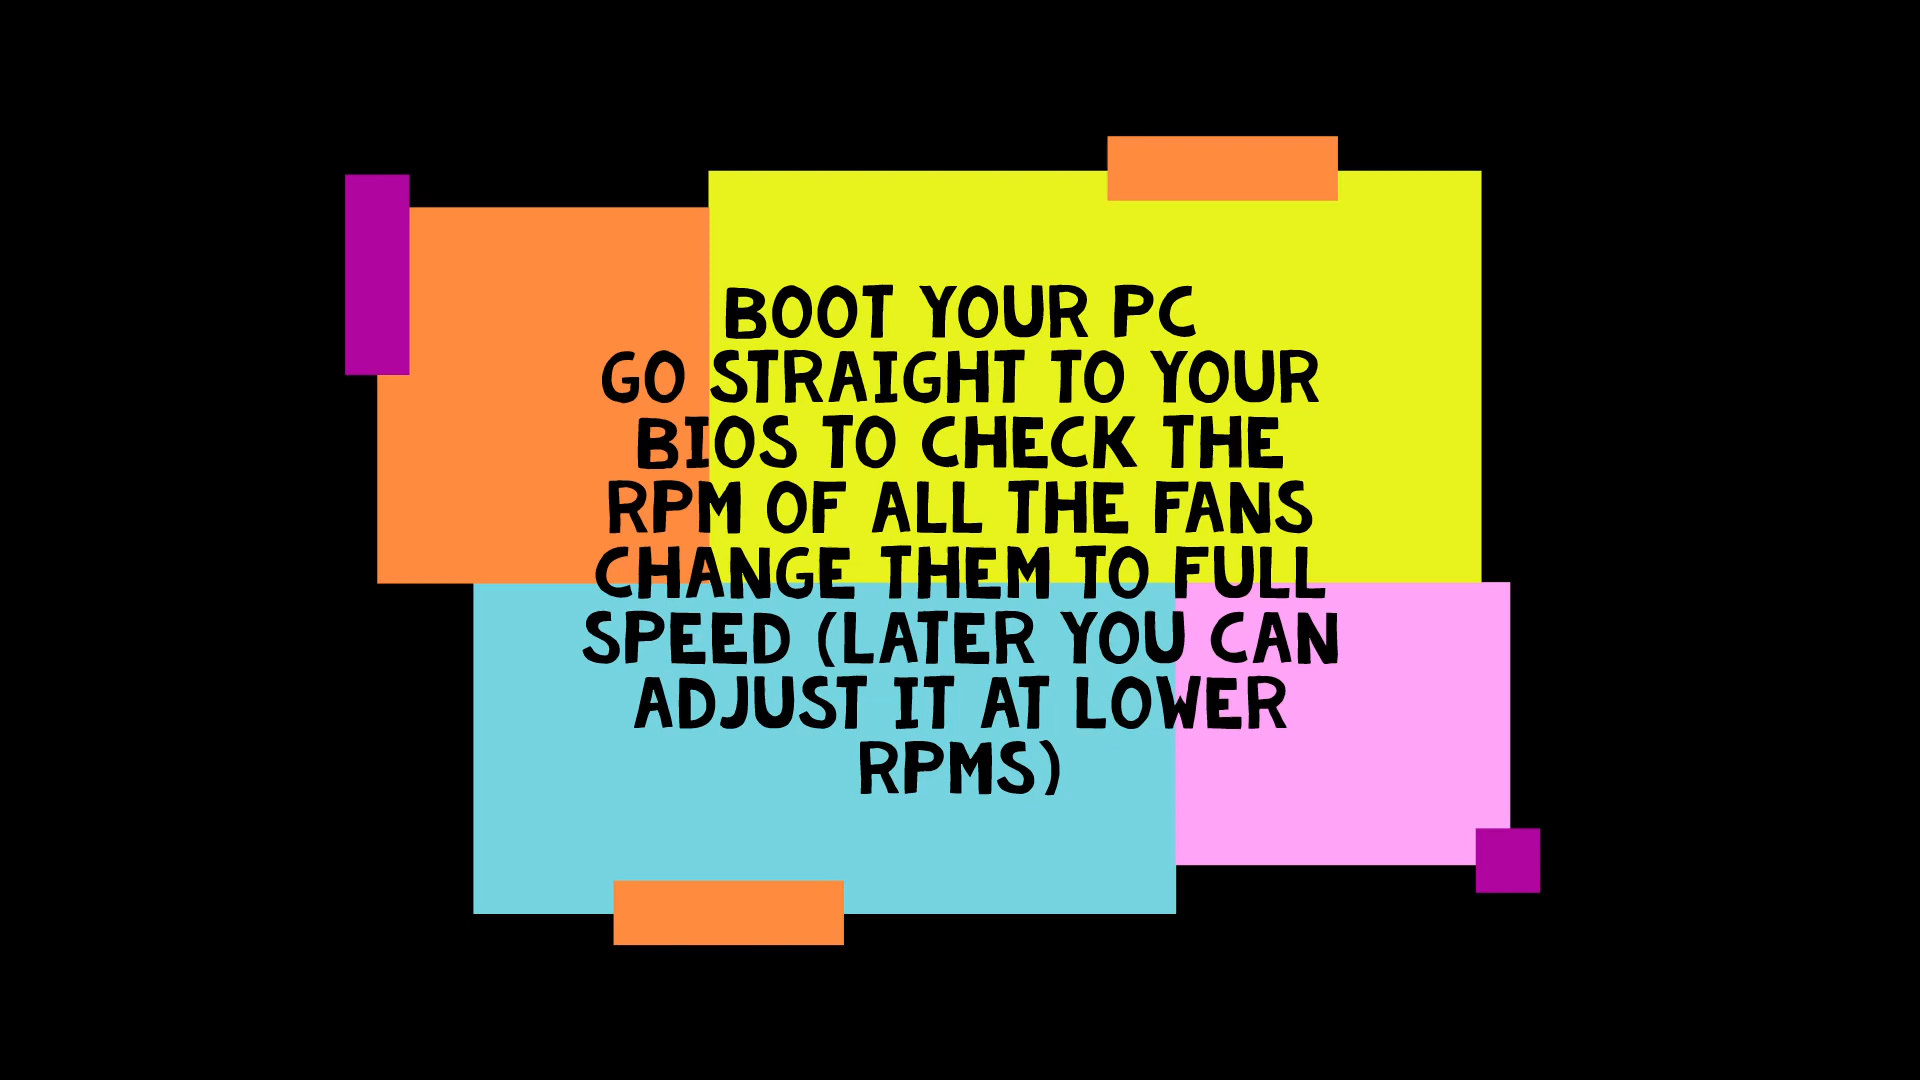 BOOT YOUR PC
GO STRAIGHT TO YOUR
BIOS TO CHECK THE
RPM OF ALL THE FANS
CHANGE THEM TO FULL
SPEED (LATER YOU CAN
ADJUST IT AT LOWER
RPMS)